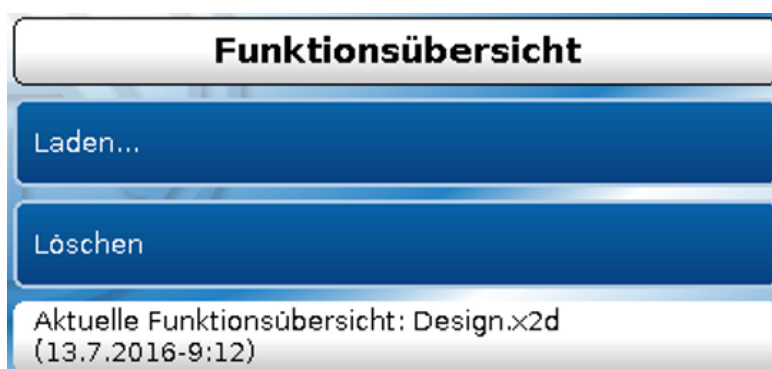 Funktionsübersicht
Laden...
Löschen
Aktuelle Funktionsübersicht: Design.x2d
(13.7.2016-9:12)